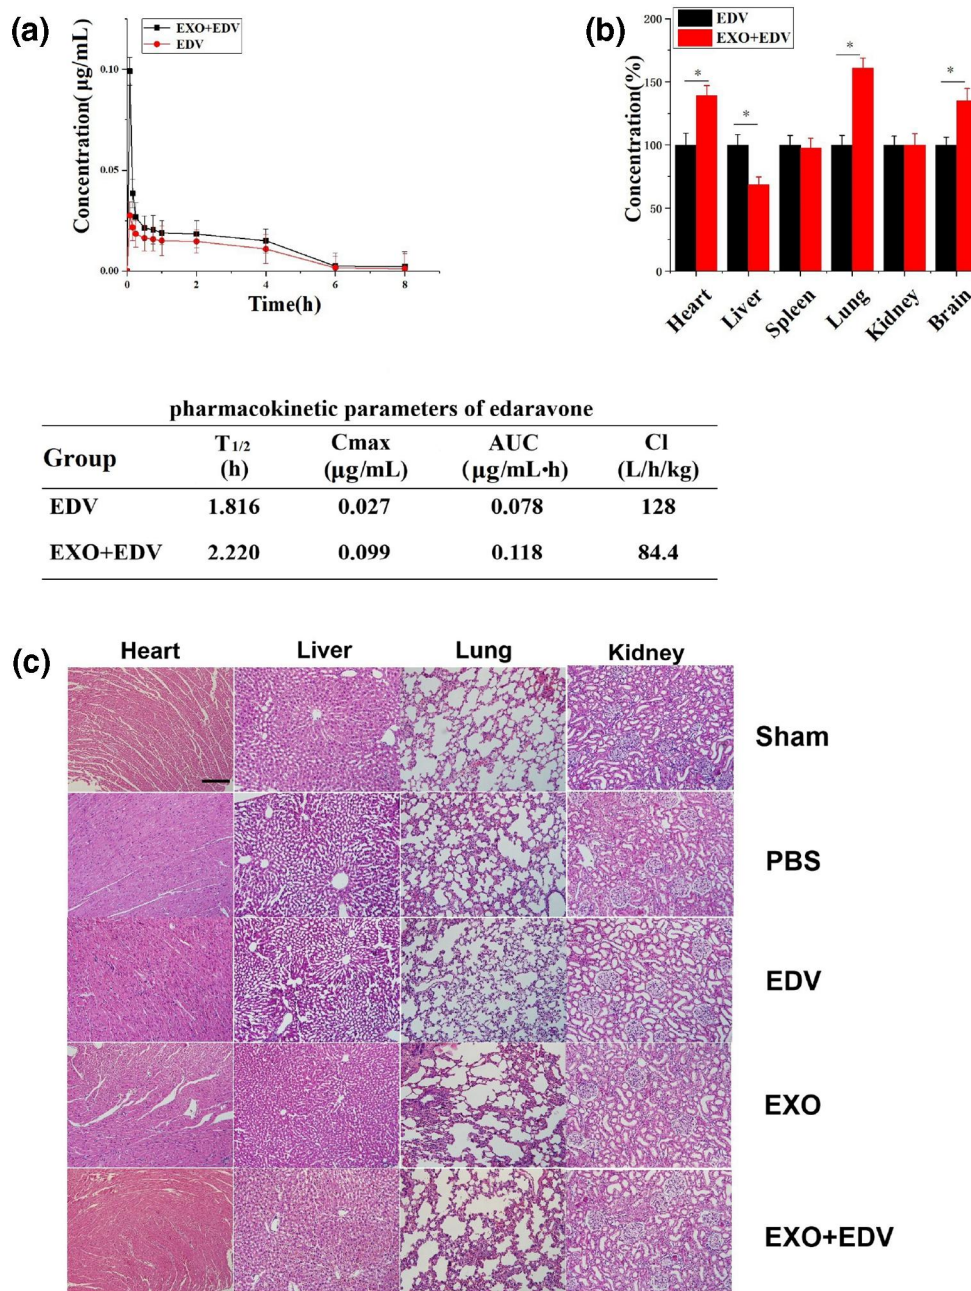 (a)
EXO+EDV
EDV
Concentration(μg/mL)
0.10
0.05
0.00
0 2 4 6 8
Time(h)
(b)
EDV
EXO+EDV
Concentration(%)
200
150
100
50
0
* * * *
Heart Liver Spleen Lung Kidney Brain
pharmacokinetic parameters of edaravone
Group T1/2 (h) Cmax (μg/mL) AUC (μg/mL•h) Cl (L/h/kg)
EDV 1.816 0.027 0.078 128
EXO+EDV 2.220 0.099 0.118 84.4
(c)
Heart Liver Lung Kidney
Sham
PBS
EDV
EXO
EXO+EDV